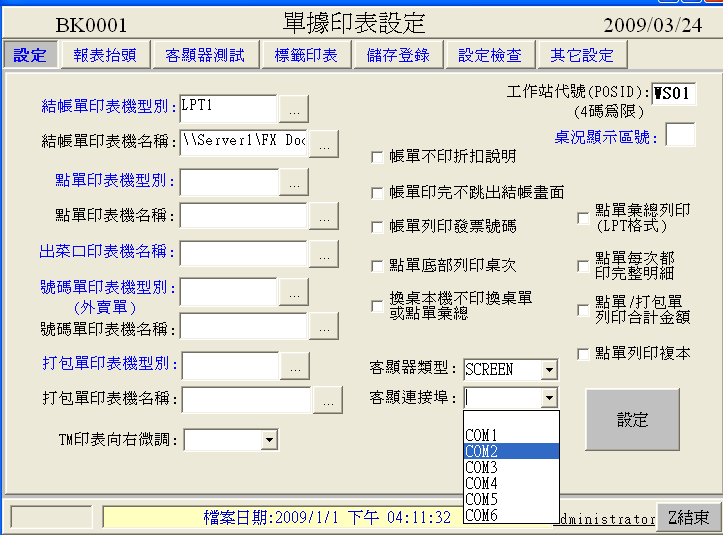 BK0001 單據印表設定 2009/03/24
設定 報表抬頭 客顯器測試 標籤印表 儲存登錄 設定檢查 其它設定
結帳單印表機型別: LPT1 ...
工作站代號(POSID): WS01
(4碼為限)
結帳單印表機名稱: \\Server1\FX Doc ...
桌況顯示區號:
帳單不印折扣說明
點單印表機型別: ...
帳單印完不跳出結帳畫面
點單印表機名稱: ...
帳單列印發票號碼
點單彙總列印
(LPT格式)
出菜口印表機名稱: ...
點單底部列印桌次
點單每次都
印完整明細
號碼單印表機型別: ...
(外賣單)
換桌本機不印換桌單
或點單彙總
點單/打包單
列印合計金額
號碼單印表機名稱: ...
點單列印複本
打包單印表機型別: ...
客顯器類型: SCREEN
打包單印表機名稱: ...
客顯連接埠:
設定
TM印表向右微調:
COM1
COM2
COM3
COM4
COM5
COM6
檔案日期:2009/1/1 下午 04:11:32
dministrator
Z結束